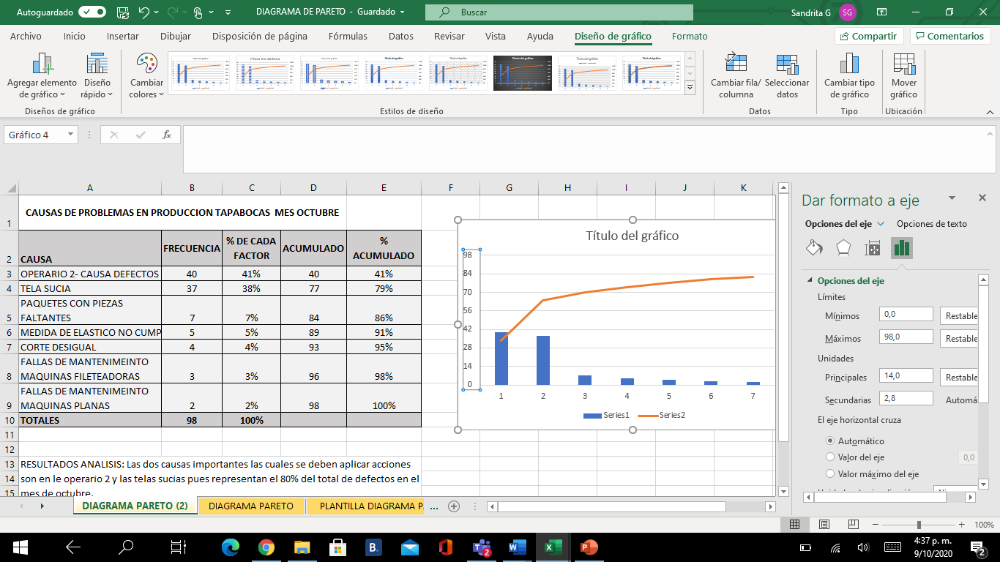 Autoguardado
DIAGRAMA DE PARETO - Guardado
Buscar
Sandrita G
SG
Archivo Inicio Insertar Dibujar Disposición de página Fórmulas Datos Revisar Vista Ayuda Diseño de gráfico Formato
Compartir
Comentarios
Agregar elemento de gráfico
Diseño rápido
Cambiar colores
Cambiar fila/ columna
Seleccionar datos
Cambiar tipo de gráfico
Mover gráfico
Diseños de gráfico
Estilos de diseño
Datos
Tipo
Ubicación
Gráfico 4
fx
A B C D E F G H I J K
1 CAUSAS DE PROBLEMAS EN PRODUCCION TAPABOCAS MES OCTUBRE
2 CAUSA FRECUENCIA % DE CADA FACTOR ACUMULADO % ACUMULADO
3 OPERARIO 2- CAUSA DEFECTOS 40 41% 40 41%
4 TELA SUCIA 37 38% 77 79%
PAQUETES CON PIEZAS
5 FALTANTES 7 7% 84 86%
6 MEDIDA DE ELASTICO NO CUMP 5 5% 89 91%
7 CORTE DESIGUAL 4 4% 93 95%
FALLAS DE MANTENIMEINTO
8 MAQUINAS FILETEADORAS 3 3% 96 98%
FALLAS DE MANTENIMEINTO
9 MAQUINAS PLANAS 2 2% 98 100%
10 TOTALES 98 100%
11
12
13 RESULTADOS ANALISIS: Las dos causas importantes las cuales se deben aplicar acciones
14 son en le operario 2 y las telas sucias pues representan el 80% del total de defectos en el
15 mes de octubre.
Título del gráfico
98
84
70
56
42
28
14
0
1 2 3 4 5 6 7
Series1 Series2
Dar formato a eje
Opciones del eje Opciones de texto
Opciones del eje
Límites
Mínimos 0,0 Restable
Máximos 98,0 Restable
Unidades
Principales 14,0 Restable
Secundarias 2,8 Automá
El eje horizontal cruza
Automático
Valor del eje 0,0
Valor máximo del eje
DIAGRAMA PARETO (2) DIAGRAMA PARETO PLANTILLA DIAGRAMA P. ...
100%
B.
2
4:37 p. m.
9/10/2020
2